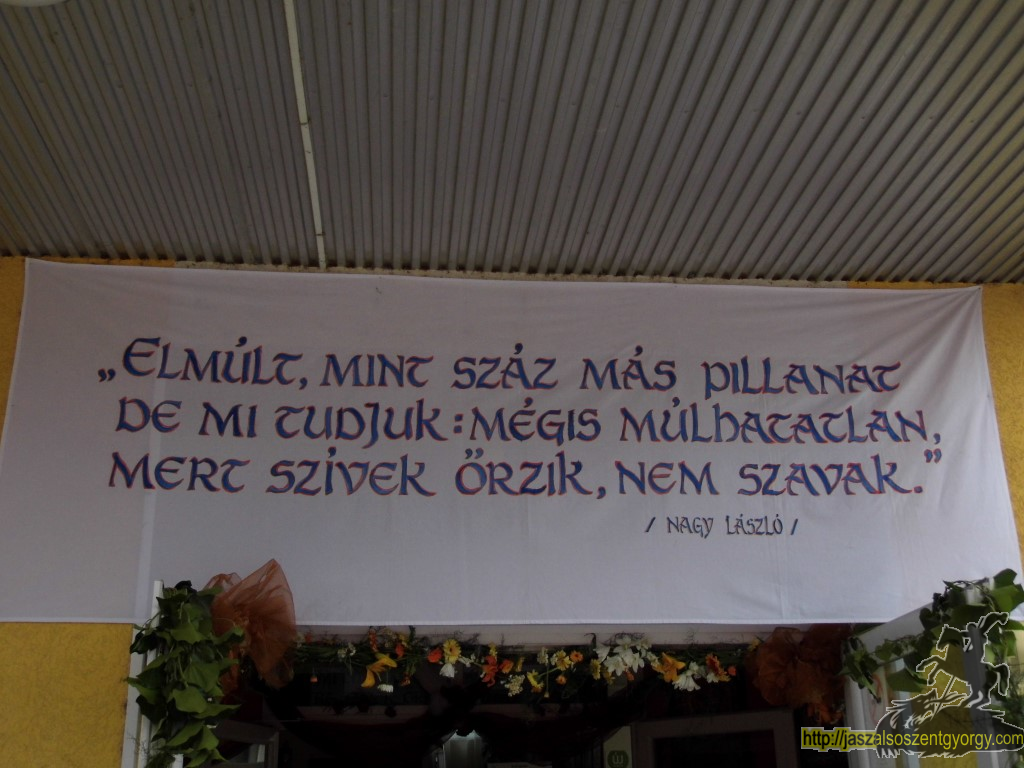 „ELMÚLT, MINT SZÁZ MÁS PILLANAT
DE MI TUDJUK: MÉGIS MÚLHATATLAN,
MERT SZÍVEK ŐRZIK, NEM SZAVAK.”
/ NAGY LÁSZLÓ /
http://jaszalsoszentgyorgy.com